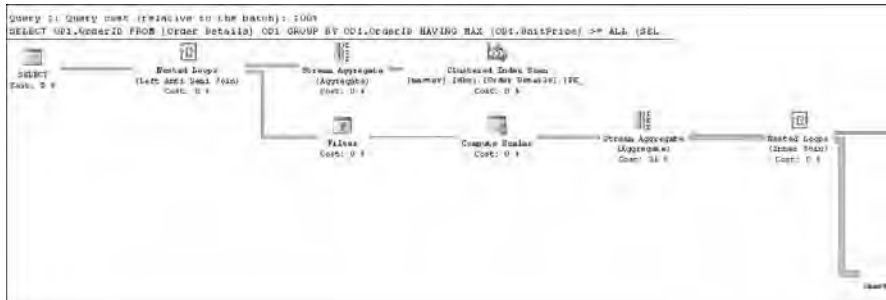 Query 1: Query cost (relative to the batch): 100%
SELECT OD1.OrderID FROM [Order Details] OD1 GROUP BY OD1.OrderID HAVING MAX (OD1.UnitPrice) >= ALL (SEL
SELECT
Cost: 0 %
Nested Loops
(Left Anti Semi Join)
Cost: 0 %
Stream Aggregate
(Aggregate)
Cost: 0 %
Clustered Index Scan
[Order Details].[PK_
Cost: 0 %
Filter
Cost: 0 %
Compute Scalar
Cost: 0 %
Stream Aggregate
(Aggregate)
Cost:
Nested Loops
(Inner Join)
Cost: 0 %